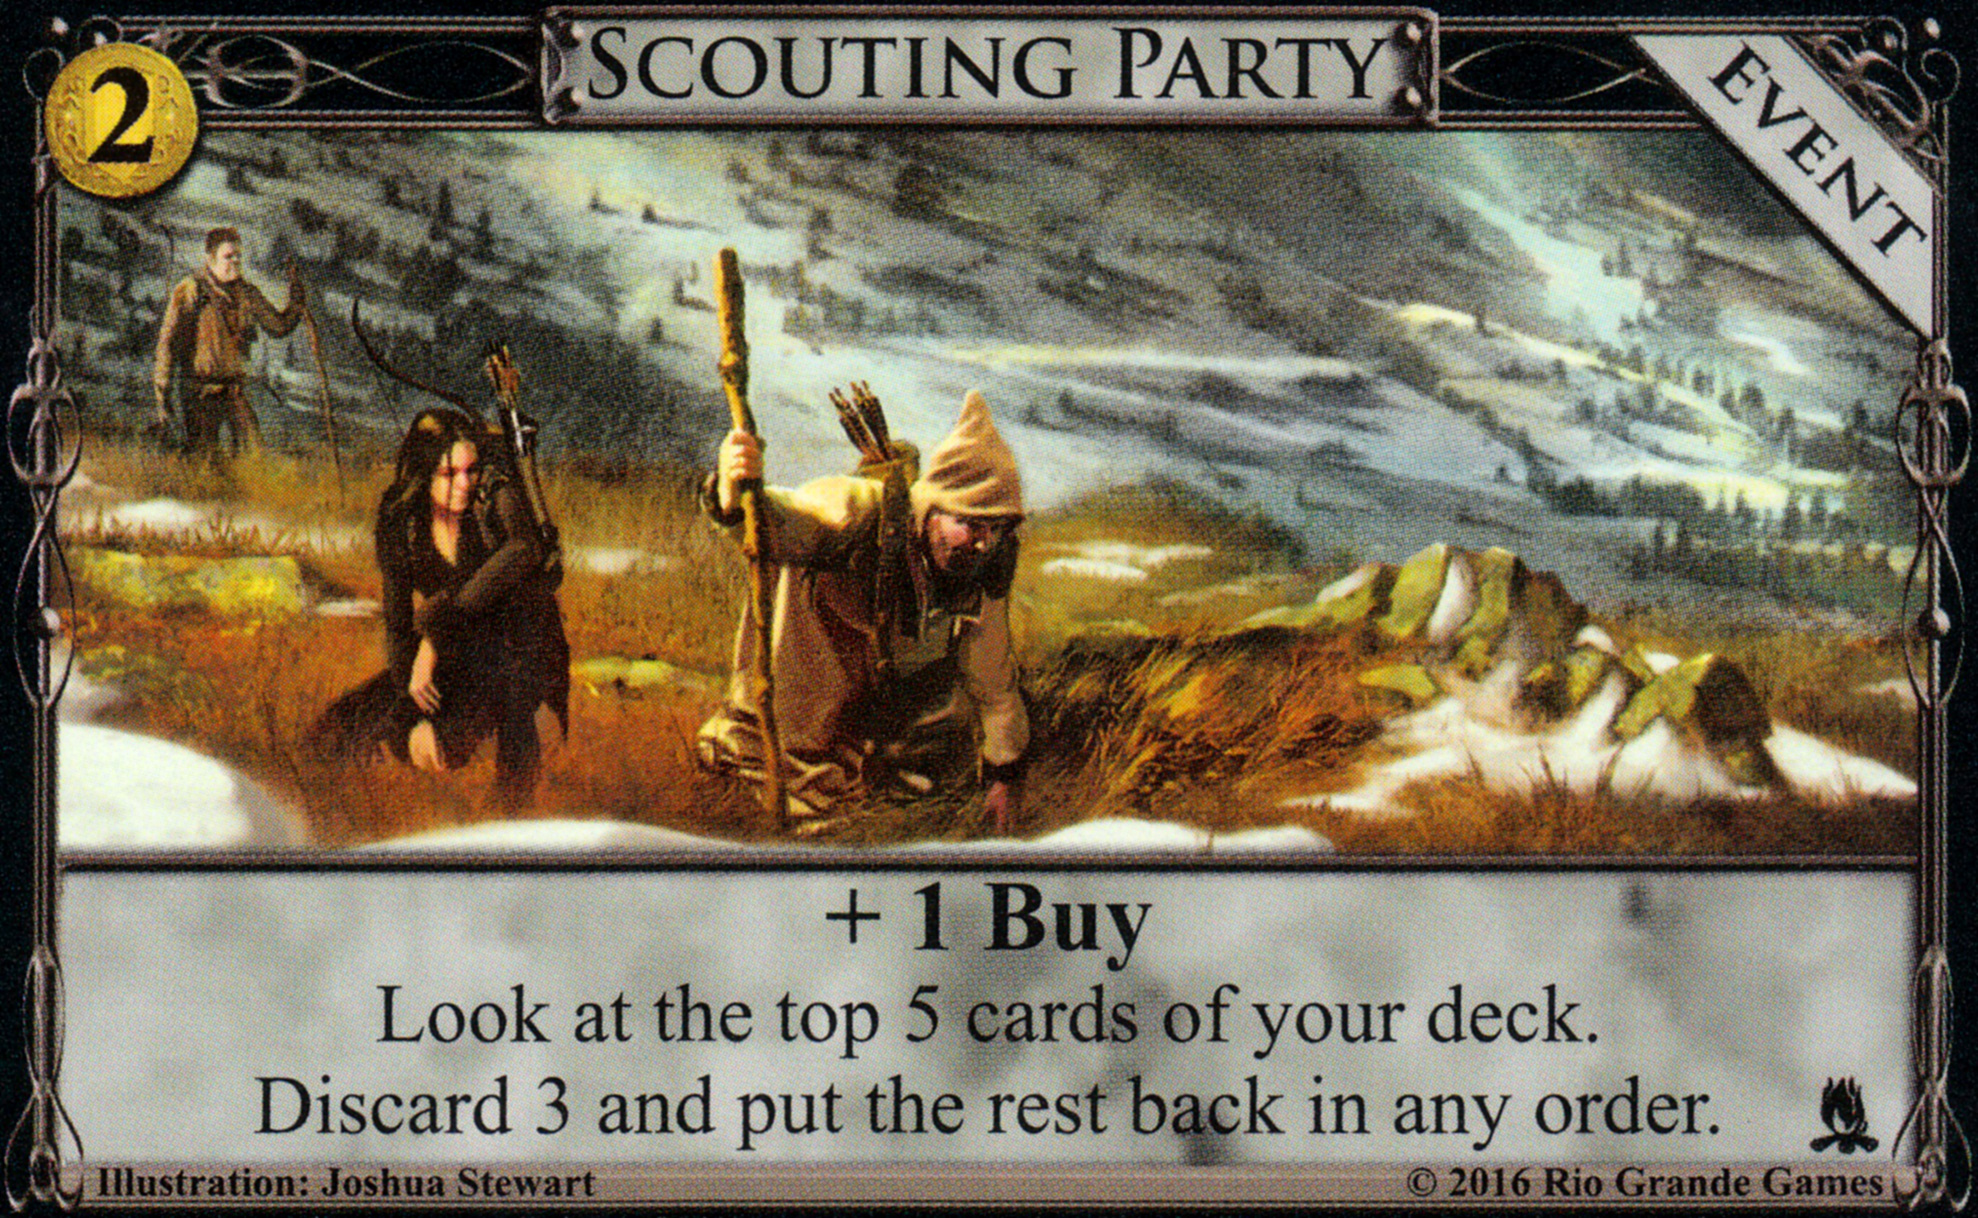 2
SCOUTING PARTY
EVENT
+ 1 Buy
Look at the top 5 cards of your deck.
Discard 3 and put the rest back in any order.
Illustration: Joshua Stewart
© 2016 Rio Grande Games